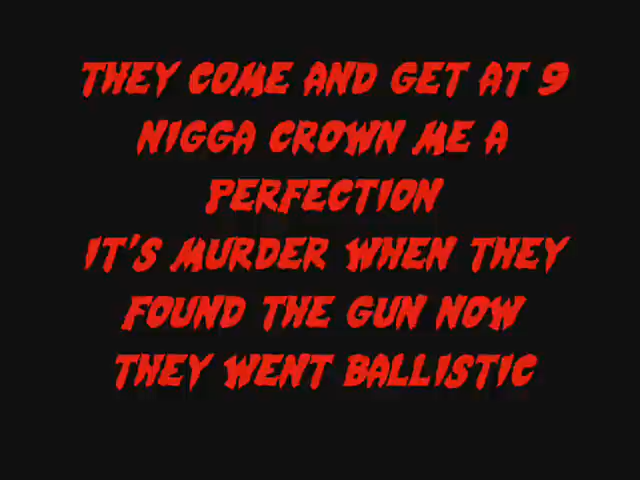 THEY COME AND GET AT 9
NIGGA CROWN ME A
PERFECTION
IT'S MURDER WHEN THEY
FOUND THE GUN NOW
THEY WENT BALLISTIC